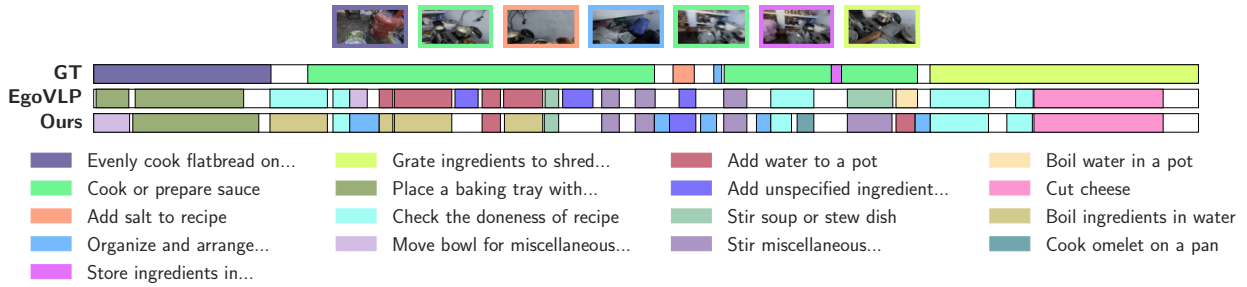 GT
EgoVLP
Ours
Evenly cook flatbread on... Grate ingredients to shred... Add water to a pot Boil water in a pot
Cook or prepare sauce Place a baking tray with... Add unspecified ingredient... Cut cheese
Add salt to recipe Check the doneness of recipe Stir soup or stew dish Boil ingredients in water
Organize and arrange... Move bowl for miscellaneous... Stir miscellaneous... Cook omelet on a pan
Store ingredients in...